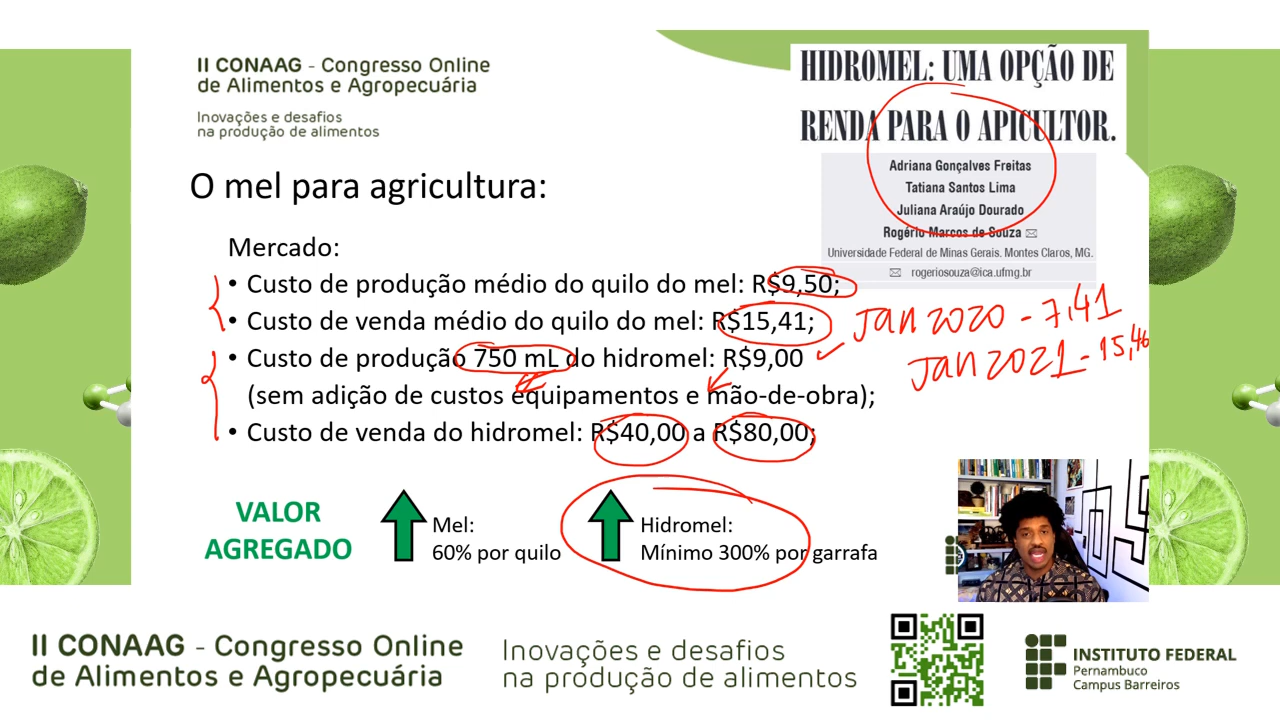 II CONAAG - Congresso Online
de Alimentos e Agropecuária
Inovações e desafios
na produção de alimentos
HIDROMEL: UMA OPÇÃO DE
RENDA PARA O APICULTOR.
Adriana Gonçalves Freitas
Tatiana Santos Lima
Juliana Araújo Dourado
Rogério Marcos de Souza
Universidade Federal de Minas Gerais. Montes Claros, MG.
rogeriosouza@ica.ufmg.br
O mel para agricultura:
Mercado:
• Custo de produção médio do quilo do mel: R$9,50;
• Custo de venda médio do quilo do mel: R$15,41;
Jan 2020 - 7,41
• Custo de produção 750 mL do hidromel: R$9,00
Jan 2021 - 15,46
(sem adição de custos equipamentos e mão-de-obra);
• Custo de venda do hidromel: R$40,00 a R$80,00;
VALOR
AGREGADO
Mel:
60% por quilo
Hidromel:
Mínimo 300% por garrafa
II CONAAG - Congresso Online
de Alimentos e Agropecuária
Inovações e desafios
na produção de alimentos
INSTITUTO FEDERAL
Pernambuco
Campus Barreiros